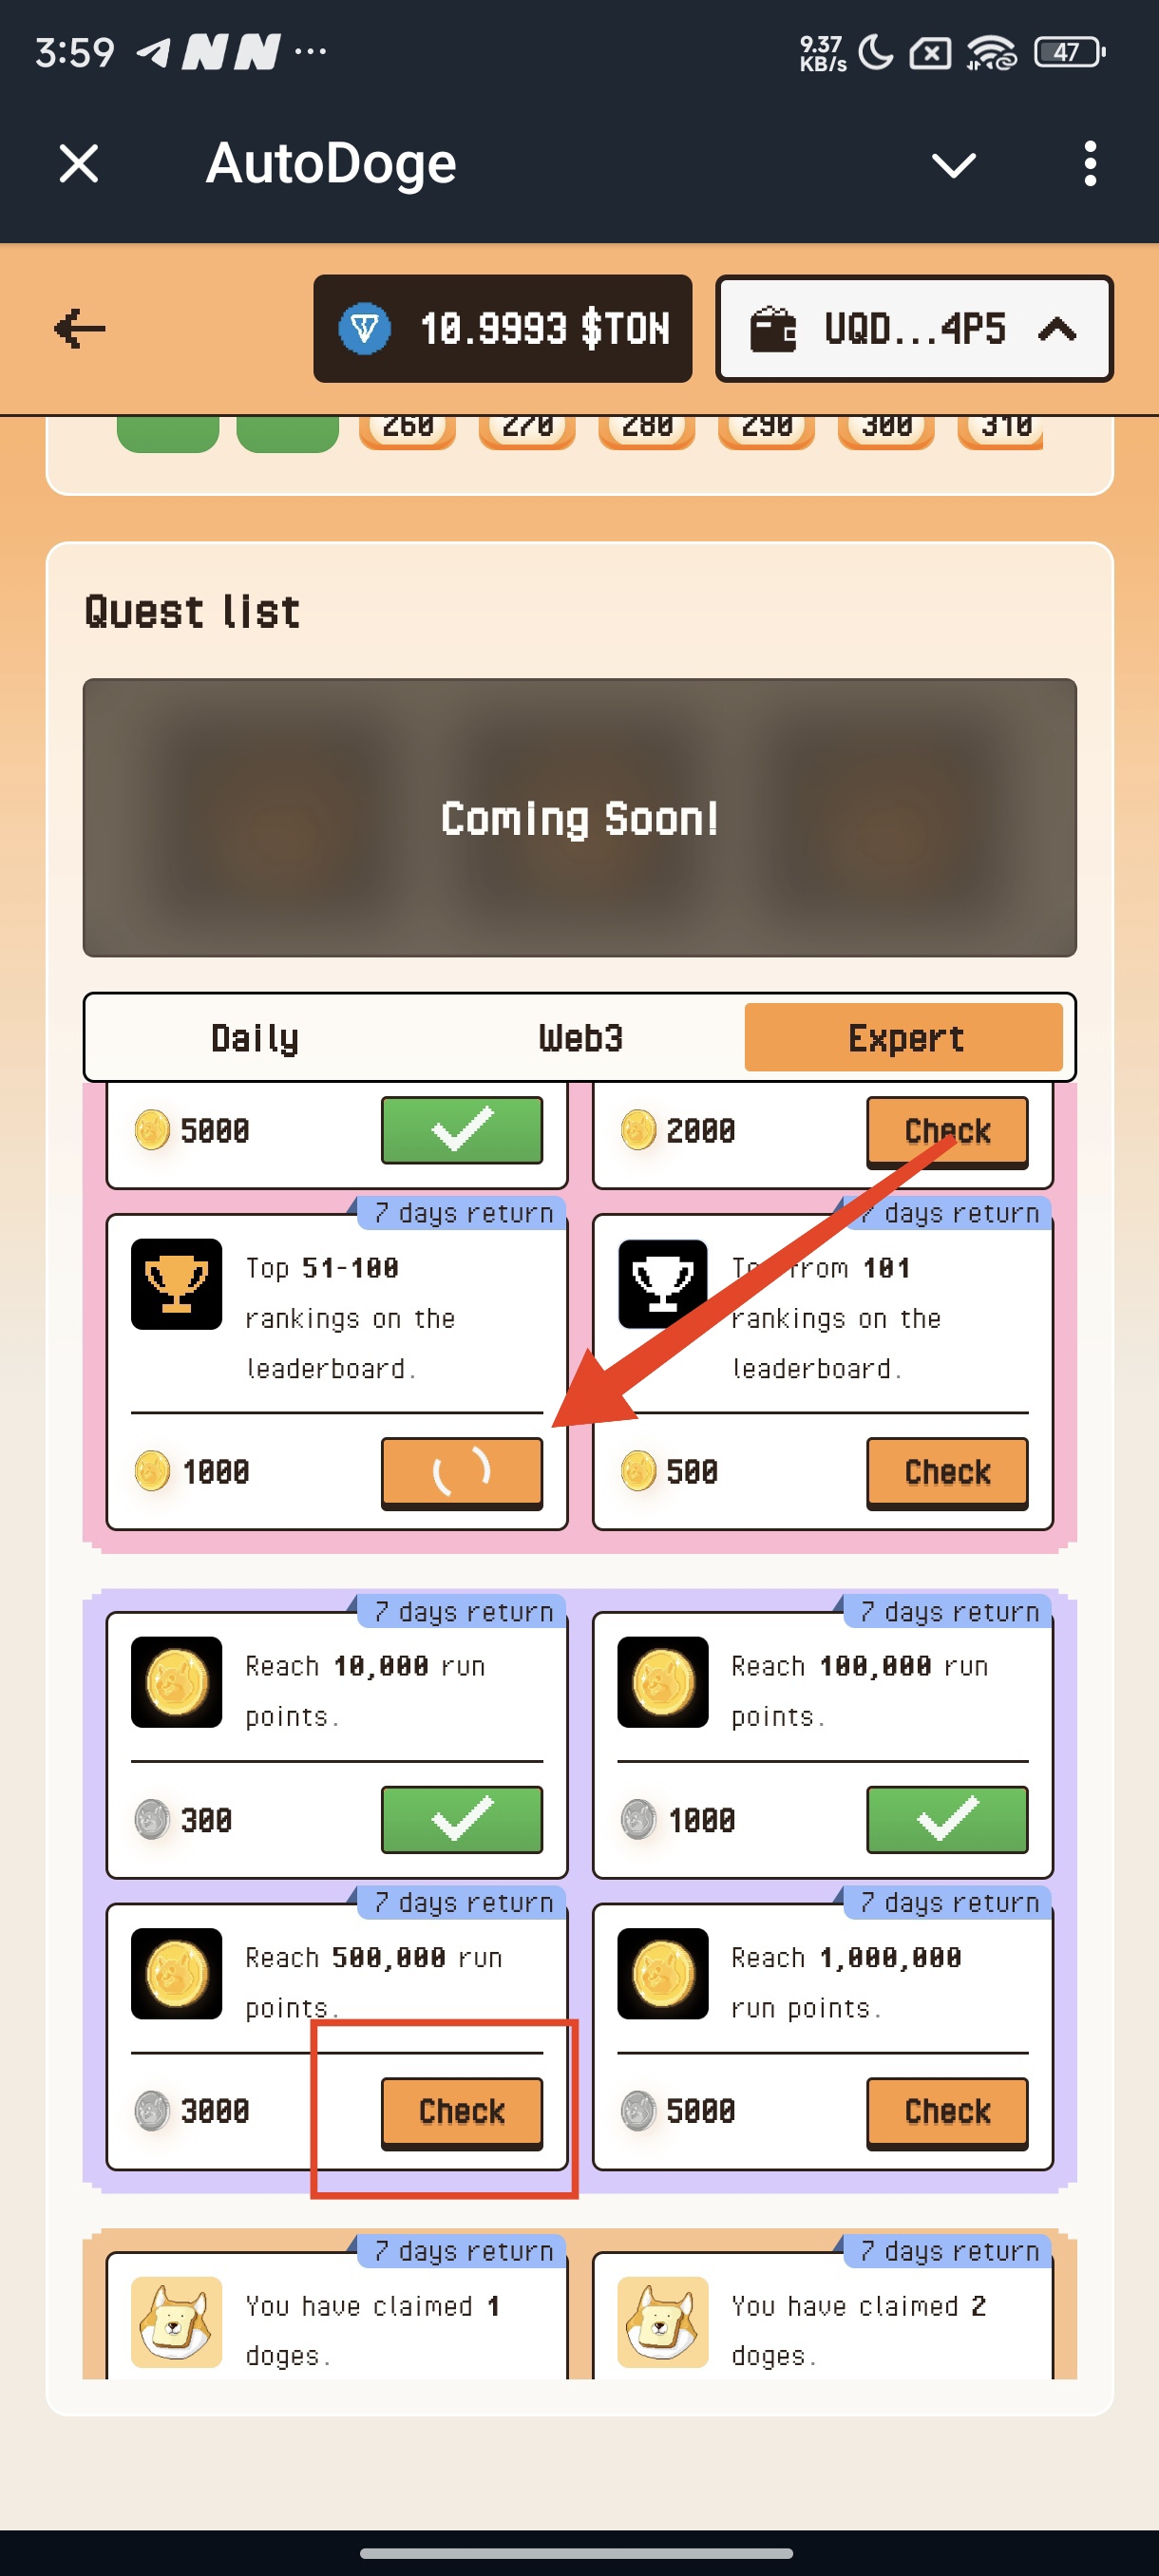 3:59
9.37
KB/s
47
AutoDoge
10.9993 $TON
UQD...4P5
260 270 280 290 300 310
Quest list
Coming Soon!
Daily Web3 Expert
5000
2000 Check
7 days return
7 days return
Top 51-100
rankings on the
leaderboard.
Top from 101
rankings on the
leaderboard.
1000
500 Check
7 days return
7 days return
Reach 10,000 run
points.
Reach 100,000 run
points.
300
1000
7 days return
7 days return
Reach 500,000 run
points.
Reach 1,000,000
run points.
3000 Check
5000 Check
7 days return
7 days return
You have claimed 1
doges.
You have claimed 2
doges.